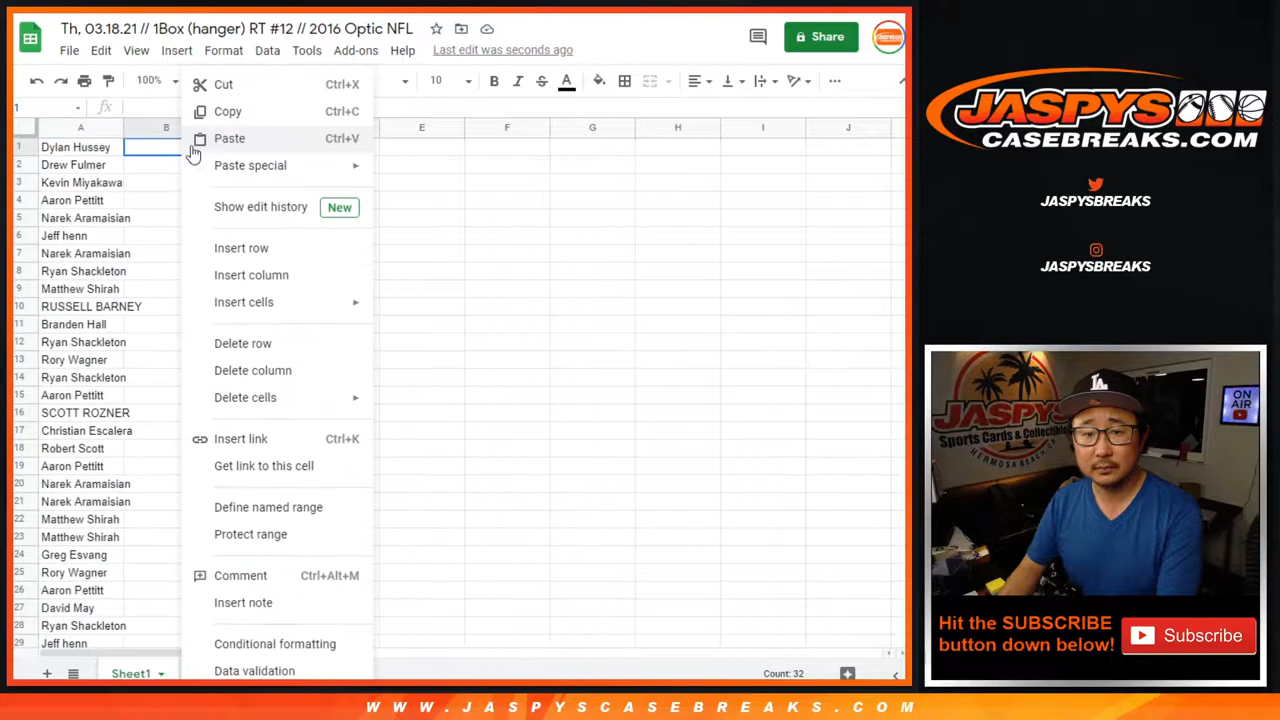 Th, 03.18.21 // 1Box (hanger) RT #12 // 2016 Optic NFL
File Edit View Insert Format Data Tools Add-ons Help Last edit was seconds ago
Share
100% 10 B I S A
1 fx
A B E F G H I J
1 Dylan Hussey
2 Drew Fulmer
3 Kevin Miyakawa
4 Aaron Pettitt
5 Narek Aramaisian
6 Jeff henn
7 Narek Aramaisian
8 Ryan Shackleton
9 Matthew Shirah
10 RUSSELL BARNEY
11 Branden Hall
12 Ryan Shackleton
13 Rory Wagner
14 Ryan Shackleton
15 Aaron Pettitt
16 SCOTT ROZNER
17 Christian Escalera
18 Robert Scott
19 Aaron Pettitt
20 Narek Aramaisian
21 Narek Aramaisian
22 Matthew Shirah
23 Matthew Shirah
24 Greg Esvang
25 Rory Wagner
26 Aaron Pettitt
27 David May
28 Ryan Shackleton
29 Jeff henn
Cut Ctrl+X
Copy Ctrl+C
Paste Ctrl+V
Paste special
Show edit history New
Insert row
Insert column
Insert cells
Delete row
Delete column
Delete cells
Insert link Ctrl+K
Get link to this cell
Define named range
Protect range
Comment Ctrl+Alt+M
Insert note
Conditional formatting
Data validation
Sheet1
Count: 32
JASPYS
CASEBREAKS.COM
JASPYSBREAKS
JASPYSBREAKS
JASPYS
Sports Cards & Collectibles
HERMOSA BEACH, CA
LA
ON
AIR
Hit the SUBSCRIBE
button down below!
Subscribe
WWW.JASPYSCASEBREAKS.COM